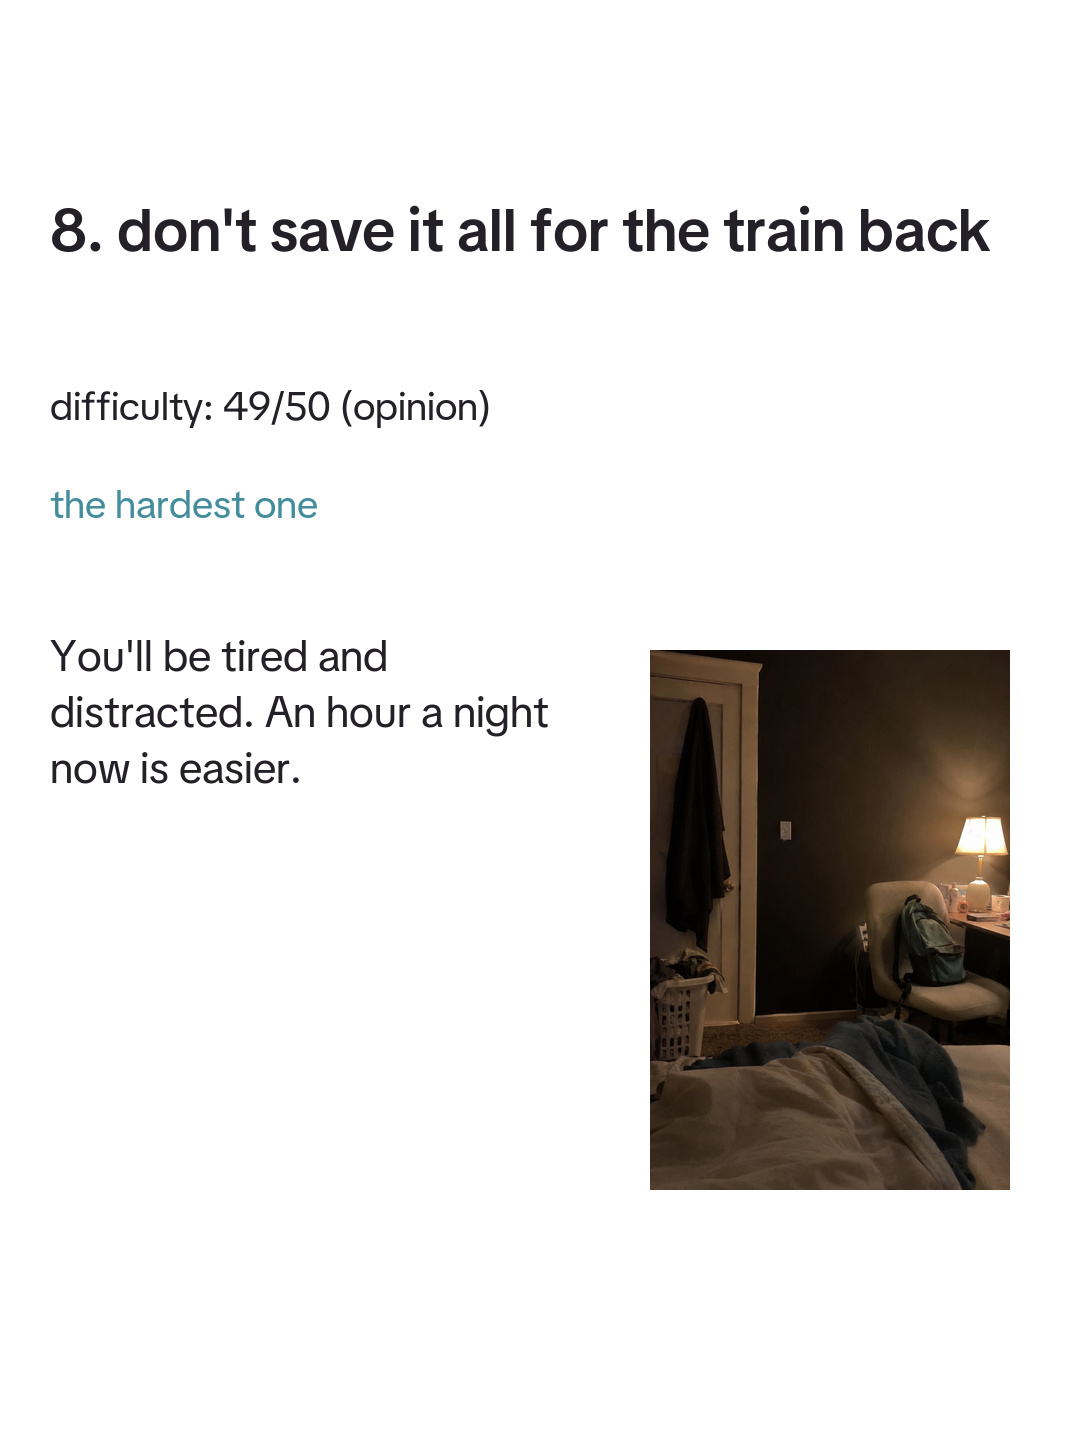 8. don't save it all for the train back
difficulty: 49/50 (opinion)
the hardest one
You'll be tired and
distracted. An hour a night
now is easier.